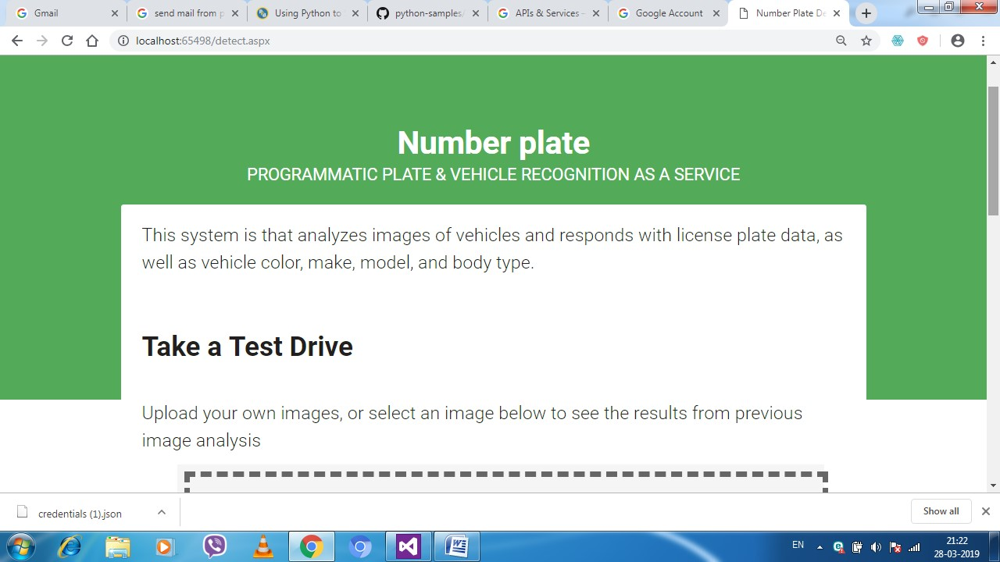 Gmail
send mail from p
Using Python to
python-samples/
APIs & Services –
Google Account
Number Plate De
localhost:65498/detect.aspx
Number plate
PROGRAMMATIC PLATE & VEHICLE RECOGNITION AS A SERVICE
This system is that analyzes images of vehicles and responds with license plate data, as
well as vehicle color, make, model, and body type.
Take a Test Drive
Upload your own images, or select an image below to see the results from previous
image analysis
credentials (1).json
Show all
EN
21:22
28-03-2019